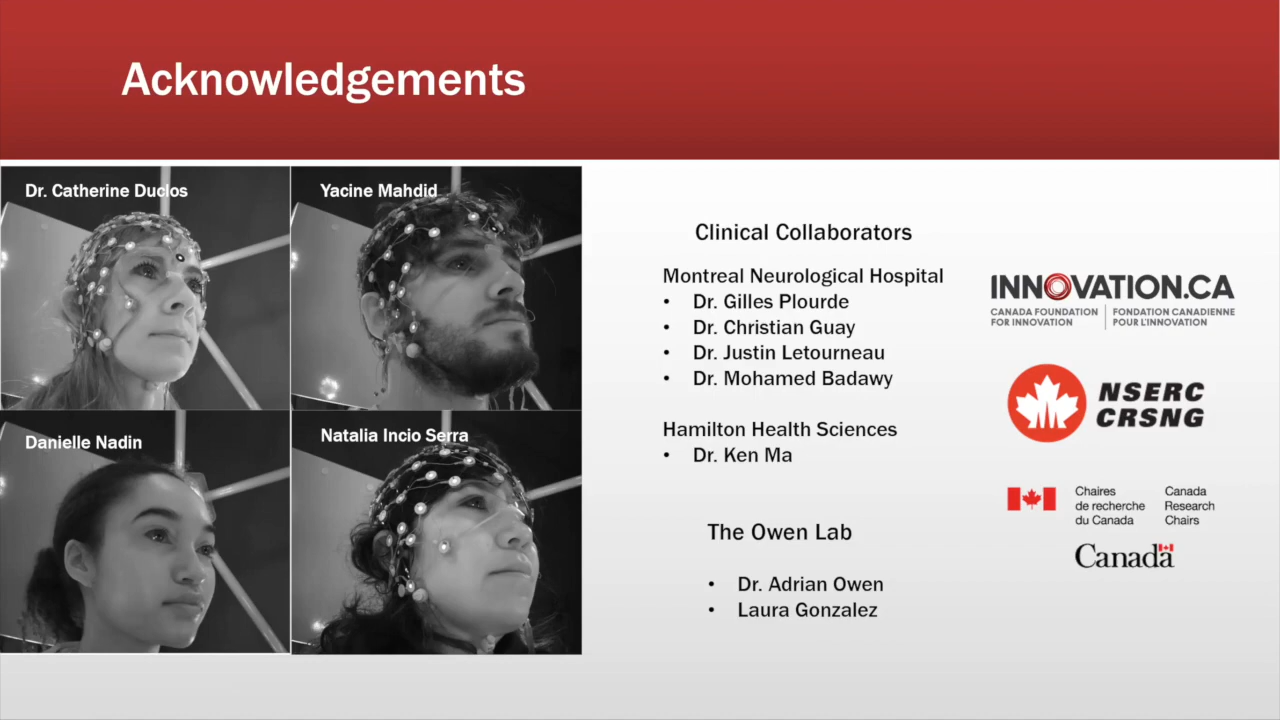 Acknowledgements
Dr. Catherine Duclos
Yacine Mahdid
Danielle Nadin
Natalia Incio Serra
Clinical Collaborators
Montreal Neurological Hospital
• Dr. Gilles Plourde
• Dr. Christian Guay
• Dr. Justin Letourneau
• Dr. Mohamed Badawy
Hamilton Health Sciences
• Dr. Ken Ma
The Owen Lab
• Dr. Adrian Owen
• Laura Gonzalez
INNOVATION.CA
CANADA FOUNDATION
FOR INNOVATION
FONDATION CANADIENNE
POUR L'INNOVATION
NSERC
CRSNG
Chaires
de recherche
du Canada
Canada
Research
Chairs
Canada